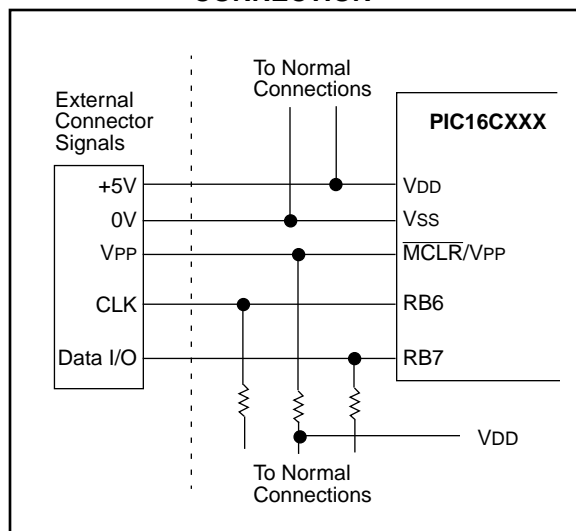 CONNECTION
To Normal
Connections
External
Connector
Signals
PIC16CXXX
+5V
VDD
0V
VSS
VPP
MCLR/VPP
CLK
RB6
Data I/O
RB7
VDD
To Normal
Connections